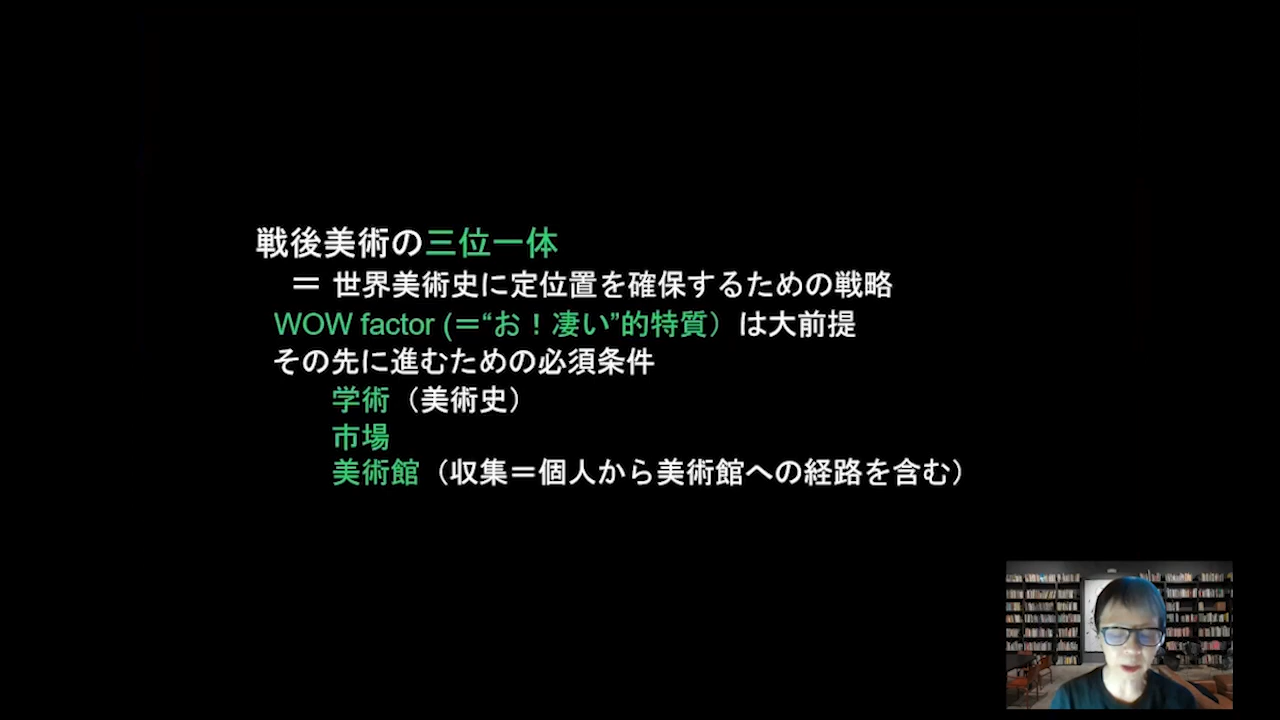 戦後美術の三位一体
＝ 世界美術史に定位置を確保するための戦略
WOW factor (＝“お！凄い”的特質）は大前提
その先に進むための必須条件
学術（美術史）
市場
美術館（収集＝個人から美術館への経路を含む）